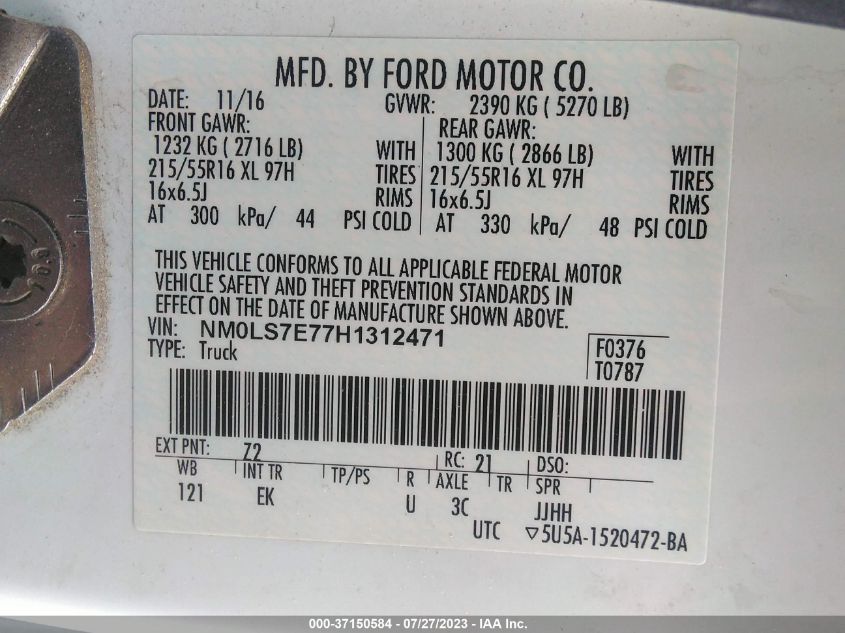 MFD. BY FORD MOTOR CO.
DATE: 11/16 GVWR: 2390 KG ( 5270 LB)
FRONT GAWR: REAR GAWR:
1232 KG ( 2716 LB) WITH 1300 KG ( 2866 LB) WITH
215/55R16 XL 97H TIRES 215/55R16 XL 97H TIRES
16x6.5J RIMS 16x6.5J RIMS
AT 300 kPa/ 44 PSI COLD AT 330 kPa/ 48 PSI COLD
THIS VEHICLE CONFORMS TO ALL APPLICABLE FEDERAL MOTOR
VEHICLE SAFETY AND THEFT PREVENTION STANDARDS IN
EFFECT ON THE DATE OF MANUFACTURE SHOWN ABOVE.
VIN: NM0LS7E77H1312471
TYPE: Truck
F0376
T0787
EXT PNT: 72 RC: 21 DSO:
WB INT TR TP/PS R AXLE TR SPR
121 EK U 3C JJHH
UTC ▽5U5A-1520472-BA
10.9
000-37150584 - 07/27/2023 - IAA Inc.